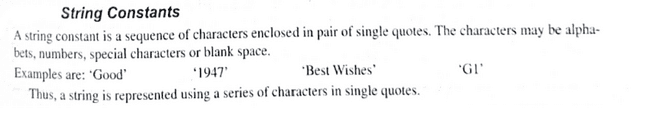 String Constants
A string constant is a sequence of characters enclosed in pair of single quotes. The characters may be alpha-
bets, numbers, special characters or blank space.
Examples are: ‘Good’ ‘1947’ ‘Best Wishes’ ‘G1’
Thus, a string is represented using a series of characters in single quotes.